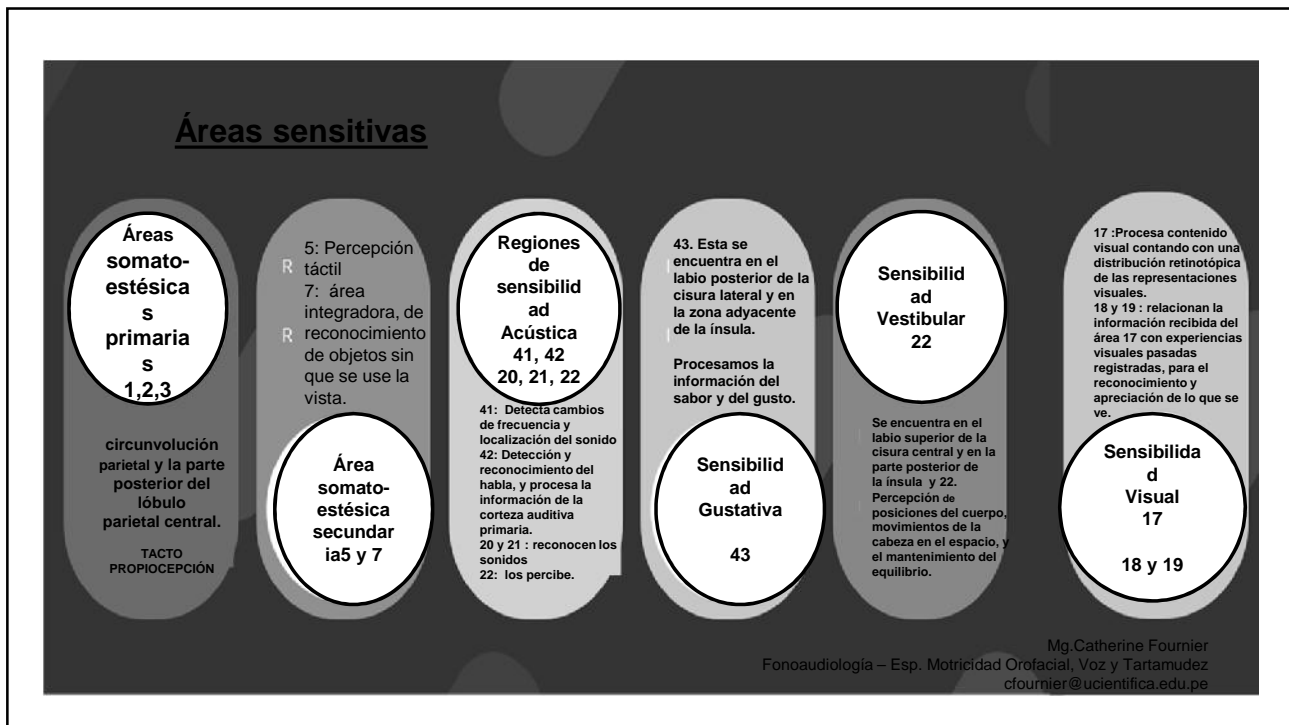 Áreas sensitivas
Áreas
somato-
estésica
s
primaria
s
1,2,3
circunvolución
parietal y la parte
posterior del
lóbulo
parietal central.
TACTO
PROPIOCEPCIÓN
R
R
5: Percepción
táctil
7: área
integradora, de
reconocimiento
de objetos sin
que se use la
vista.
Área
somato-
estésica
secundar
ia5 y 7
Regiones
de
sensibilid
ad
Acústica
41, 42
20, 21, 22
41: Detecta cambios
de frecuencia y
localización del sonido
42: Detección y
reconocimiento del
habla, y procesa la
información de la
corteza auditiva
primaria.
20 y 21 : reconocen los
sonidos
22: los percibe.
43. Esta se
encuentra en el
labio posterior de la
cisura lateral y en
la zona adyacente
de la ínsula.
Procesamos la
información del
sabor y del gusto.
Sensibilid
ad
Gustativa
43
Sensibilid
ad
Vestibular
22
Se encuentra en el
labio superior de la
cisura central y en la
parte posterior de
la ínsula y 22.
Percepción de
posiciones del cuerpo,
movimientos de la
cabeza en el espacio, y
el mantenimiento del
equilibrio.
17 :Procesa contenido
visual contando con una
distribución retinotópica
de las representaciones
visuales.
18 y 19 : relacionan la
información recibida del
área 17 con experiencias
visuales pasadas
registradas, para el
reconocimiento y
apreciación de lo que se
ve.
Sensibilida
d
Visual
17
18 y 19
Mg.Catherine Fournier
Fonoaudiología – Esp. Motricidad Orofacial, Voz y Tartamudez
cfournier@ucientifica.edu.pe